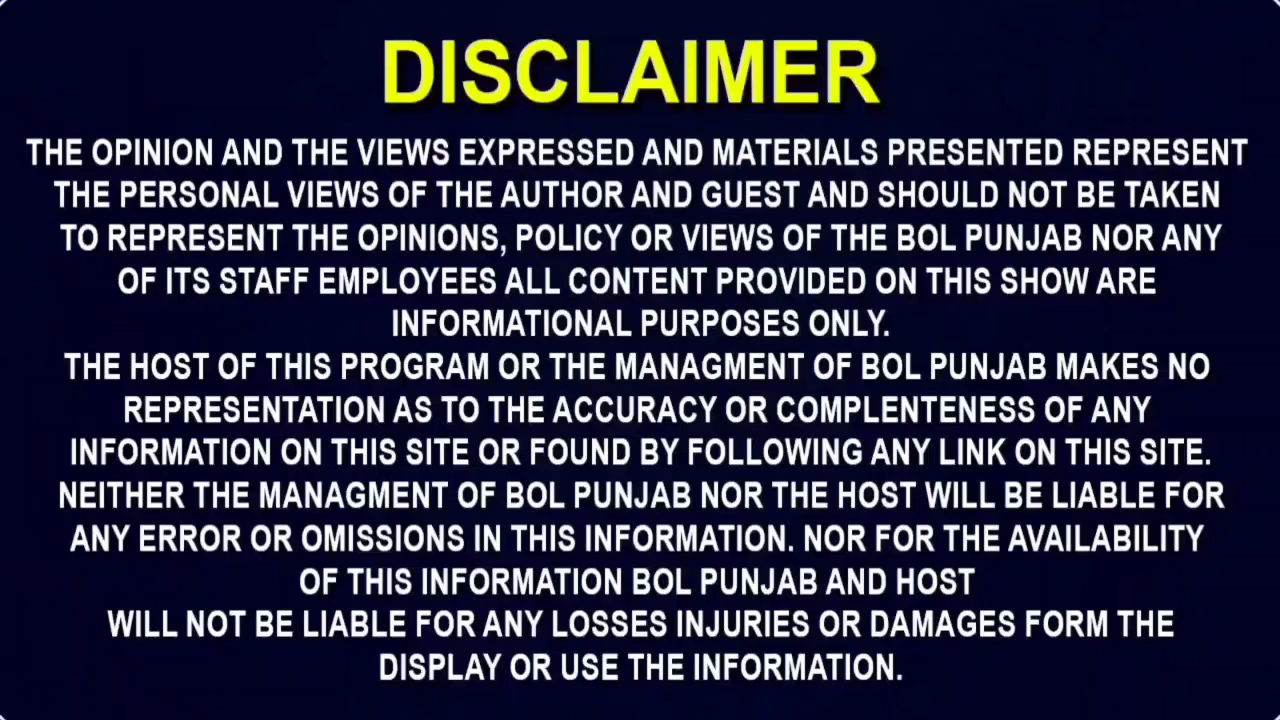 DISCLAIMER
THE OPINION AND THE VIEWS EXPRESSED AND MATERIALS PRESENTED REPRESENT
THE PERSONAL VIEWS OF THE AUTHOR AND GUEST AND SHOULD NOT BE TAKEN
TO REPRESENT THE OPINIONS, POLICY OR VIEWS OF THE BOL PUNJAB NOR ANY
OF ITS STAFF EMPLOYEES ALL CONTENT PROVIDED ON THIS SHOW ARE
INFORMATIONAL PURPOSES ONLY.
THE HOST OF THIS PROGRAM OR THE MANAGMENT OF BOL PUNJAB MAKES NO
REPRESENTATION AS TO THE ACCURACY OR COMPLENTENESS OF ANY
INFORMATION ON THIS SITE OR FOUND BY FOLLOWING ANY LINK ON THIS SITE.
NEITHER THE MANAGMENT OF BOL PUNJAB NOR THE HOST WILL BE LIABLE FOR
ANY ERROR OR OMISSIONS IN THIS INFORMATION. NOR FOR THE AVAILABILITY
OF THIS INFORMATION BOL PUNJAB AND HOST
WILL NOT BE LIABLE FOR ANY LOSSES INJURIES OR DAMAGES FORM THE
DISPLAY OR USE THE INFORMATION.